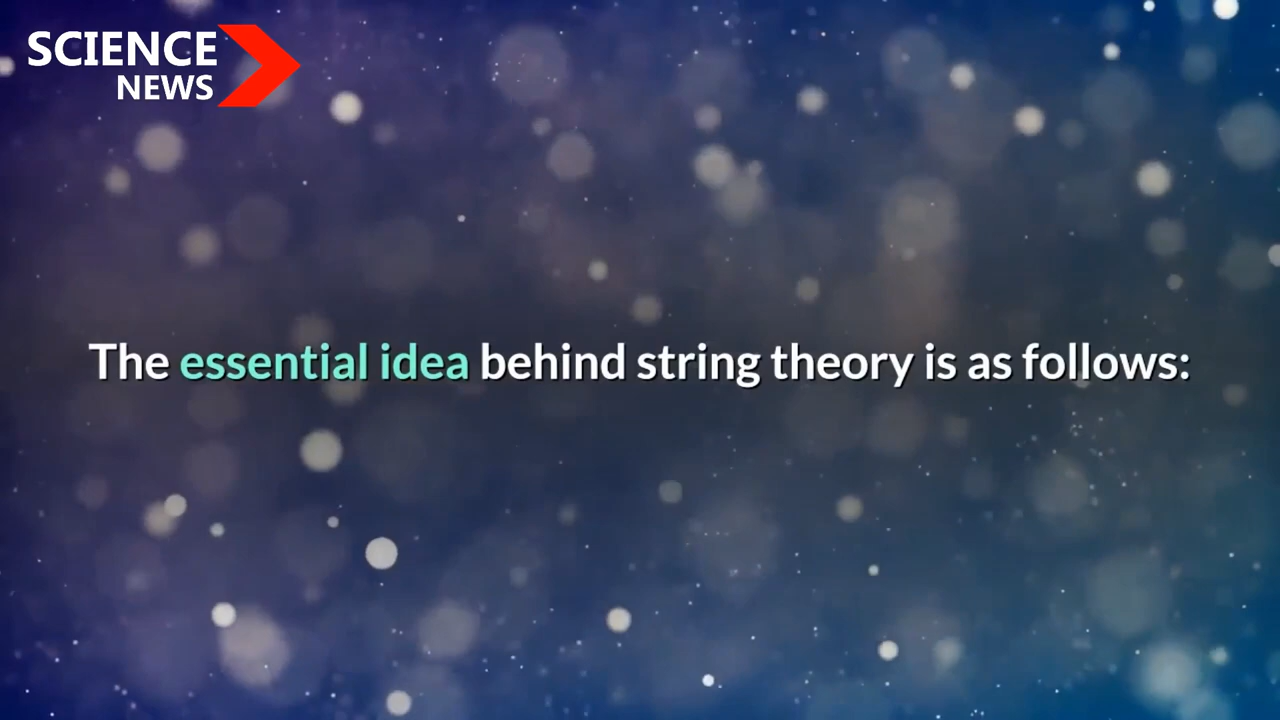 SCIENCE
NEWS
The essential idea behind string theory is as follows: